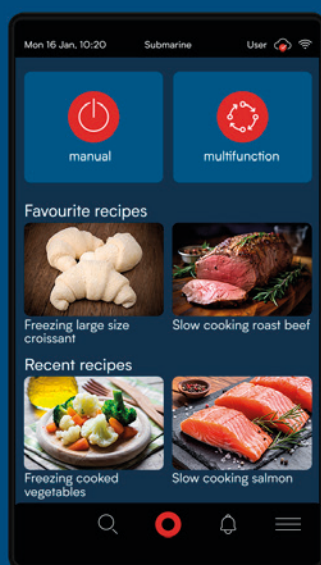 Mon 16 Jan, 10:20 Submarine User
manual multifunction
Favourite recipes
Freezing large size
croissant
Slow cooking roast beef
Recent recipes
Freezing cooked
vegetables
Slow cooking salmon